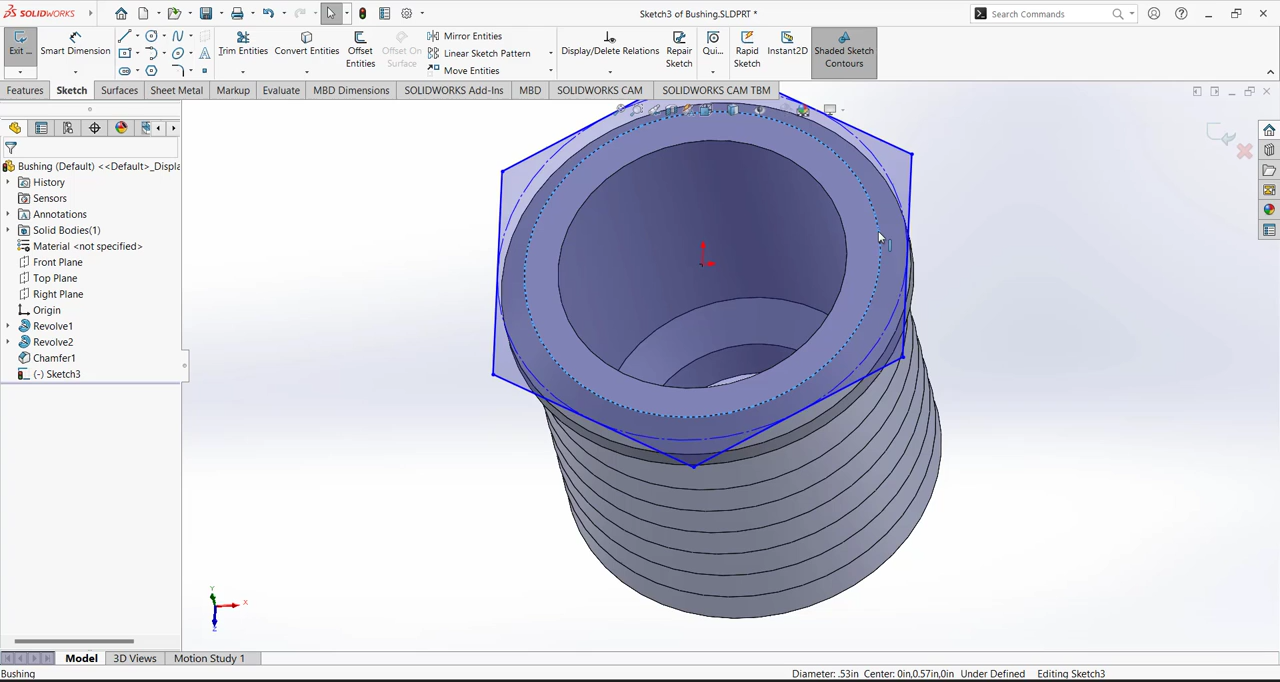 SOLIDWORKS
Sketch3 of Bushing.SLDPRT *
Search Commands
Exit ...
Smart Dimension
Trim Entities
Convert Entities
Offset Entities
Offset On Surface
Mirror Entities
Linear Sketch Pattern
Move Entities
Display/Delete Relations
Repair Sketch
Qui...
Rapid Sketch
Instant2D
Shaded Sketch Contours
Features
Sketch
Surfaces
Sheet Metal
Markup
Evaluate
MBD Dimensions
SOLIDWORKS Add-Ins
MBD
SOLIDWORKS CAM
SOLIDWORKS CAM TBM
Bushing (Default) <<Default>_Displa
History
Sensors
Annotations
Solid Bodies(1)
Material <not specified>
Front Plane
Top Plane
Right Plane
Origin
Revolve1
Revolve2
Chamfer1
(-) Sketch3
Y
X
Z
Model
3D Views
Motion Study 1
Bushing
Diameter: .53in Center: 0in,0.57in,0in
Under Defined
Editing Sketch3